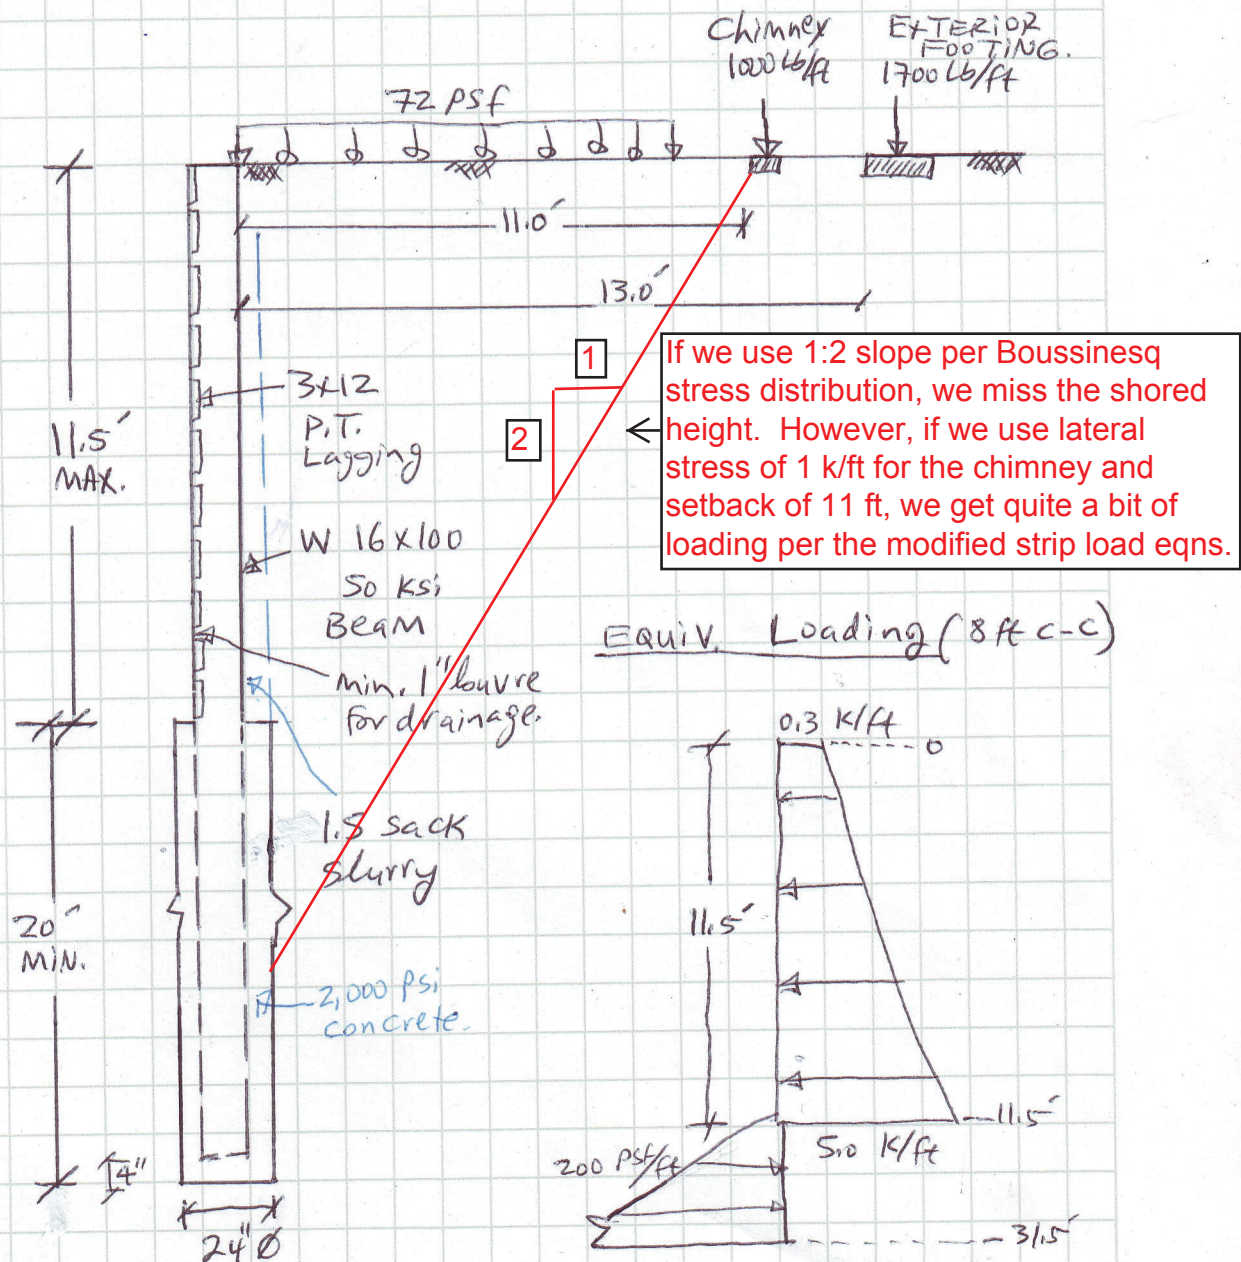 Chimney
1000 Lb/ft
EXTERIOR
FOOTING.
1700 Lb/ft
72 psf
11.0'
13.0'
1
2
If we use 1:2 slope per Boussinesq
stress distribution, we miss the shored
height. However, if we use lateral
stress of 1 k/ft for the chimney and
setback of 11 ft, we get quite a bit of
loading per the modified strip load eqns.
3x12
P.T.
Lagging
11.5'
MAX.
W 16x100
50 ksi
Beam
Min. 1" louvre
for drainage.
1.5 sack
slurry
20'
MIN.
2,000 psi
concrete.
4"
24" Ø
Equiv. Loading (8 ft c-c)
0.3 K/ft
0
11.5'
11.5'
5.0 K/ft
200 PSF/ft
31.5'